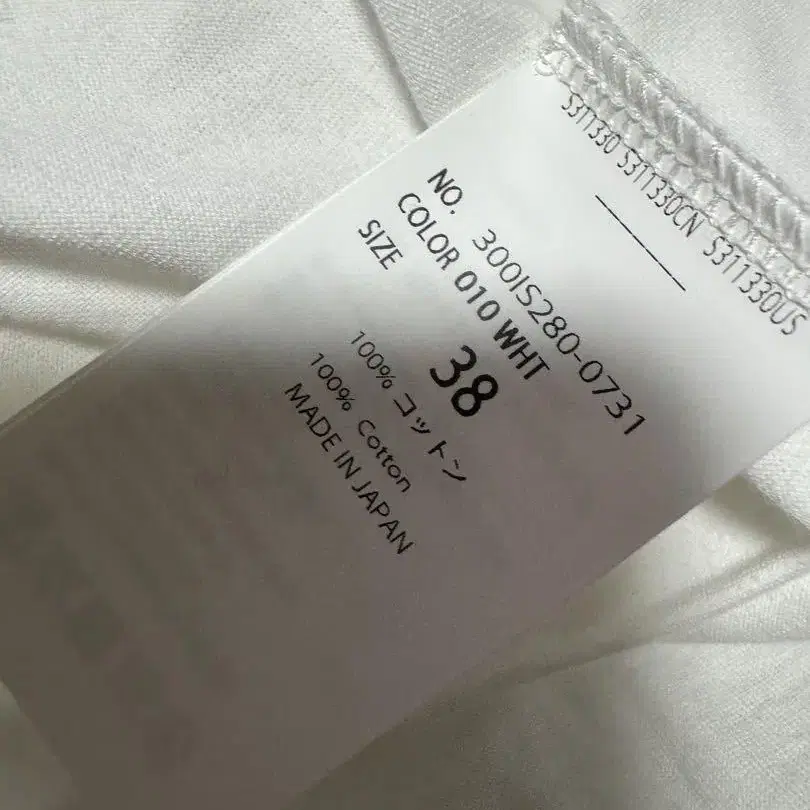 S311330 S311330CN S311330US
NO. 300IS280-0731
COLOR 010 WHT
SIZE 38
100% コットン
100% Cotton
MADE IN JAPAN